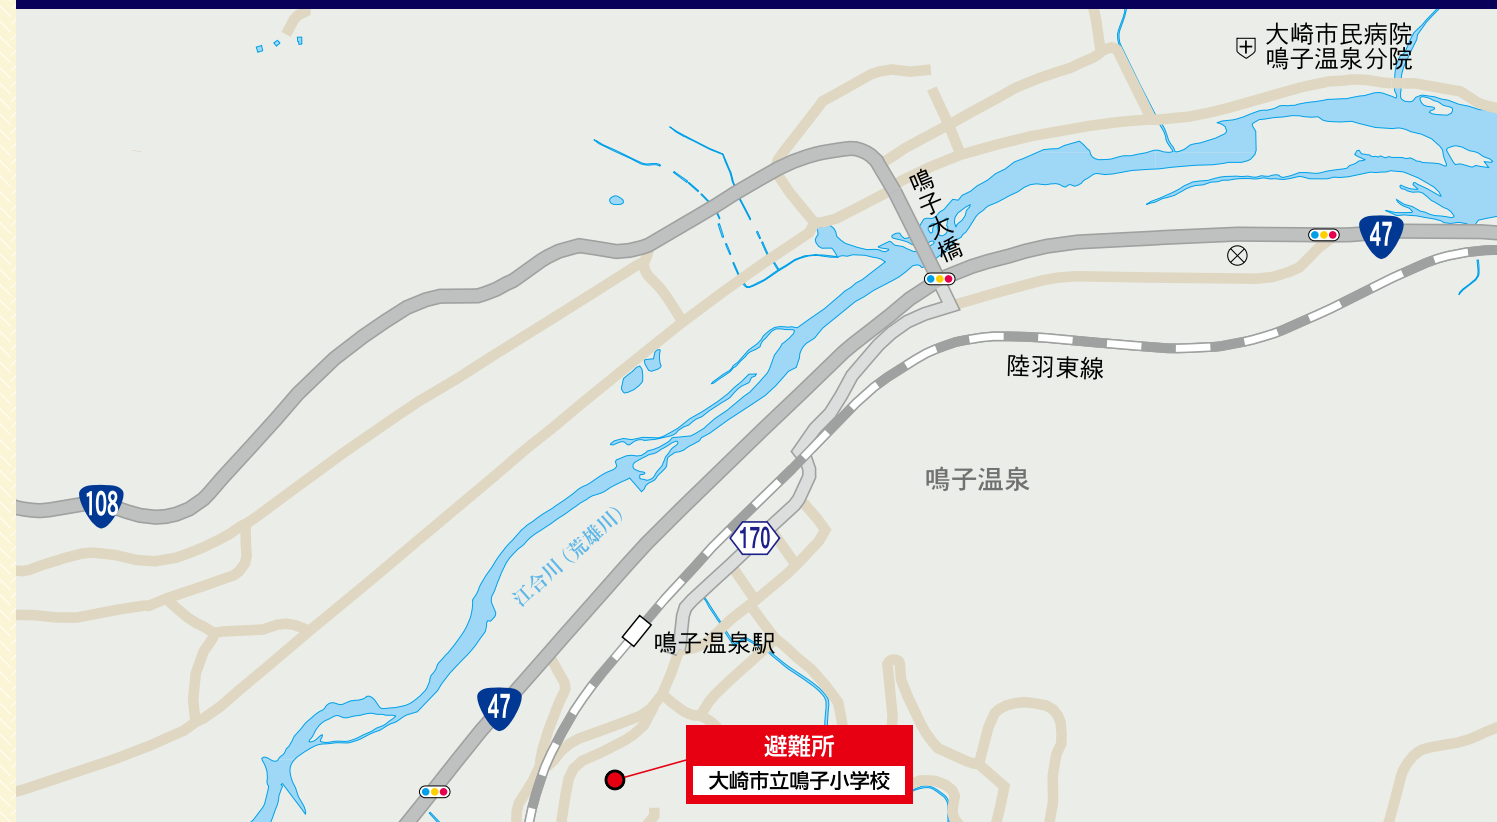 大崎市民病院
鳴子温泉分院
鳴子大橋
47
陸羽東線
鳴子温泉
108
江合川（荒雄川）
170
鳴子温泉駅
47
避難所
大崎市立鳴子小学校